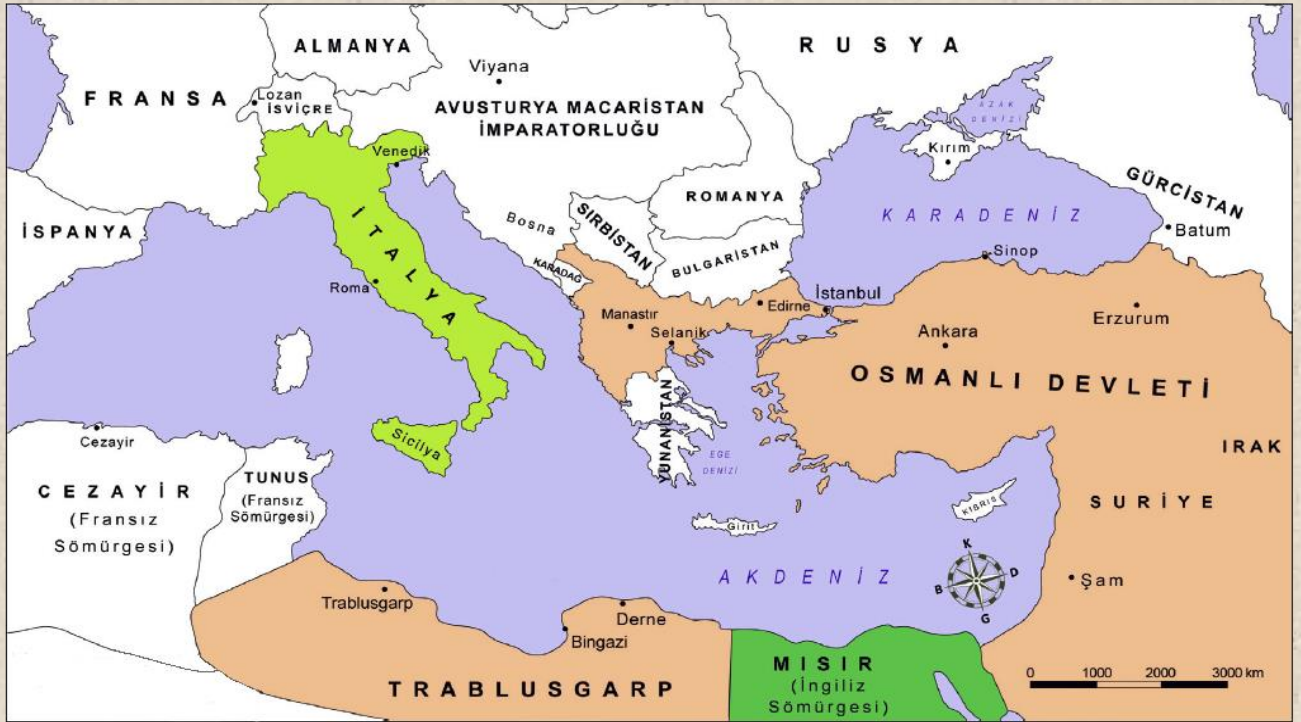 ALMANYA
RUSYA
Viyana
FRANSA
Lozan
İSVİÇRE
AVUSTURYA MACARİSTAN
İMPARATORLUĞU
AZAK
DENİZİ
Kırım
Venedik
GÜRCİSTAN
Batum
ROMANYA
KARADENİZ
İSPANYA
Bosna
SIRBİSTAN
BULGARİSTAN
İTALYA
Sinop
KARADAĞ
Roma
Edirne
İstanbul
Manastır
Selanik
Ankara
Erzurum
OSMANLI DEVLETİ
YUNANİSTAN
Cezayir
Sicilya
EGE
DENİZİ
IRAK
TUNUS
(Fransız
Sömürgesi)
CEZAYİR
(Fransız
Sömürgesi)
KIBRIS
SURİYE
Girit
K
B
D
G
AKDENİZ
Şam
Trablusgarp
Derne
Bingazi
MISIR
(İngiliz
Sömürgesi)
TRABLUSGARP
0 1000 2000 3000 km